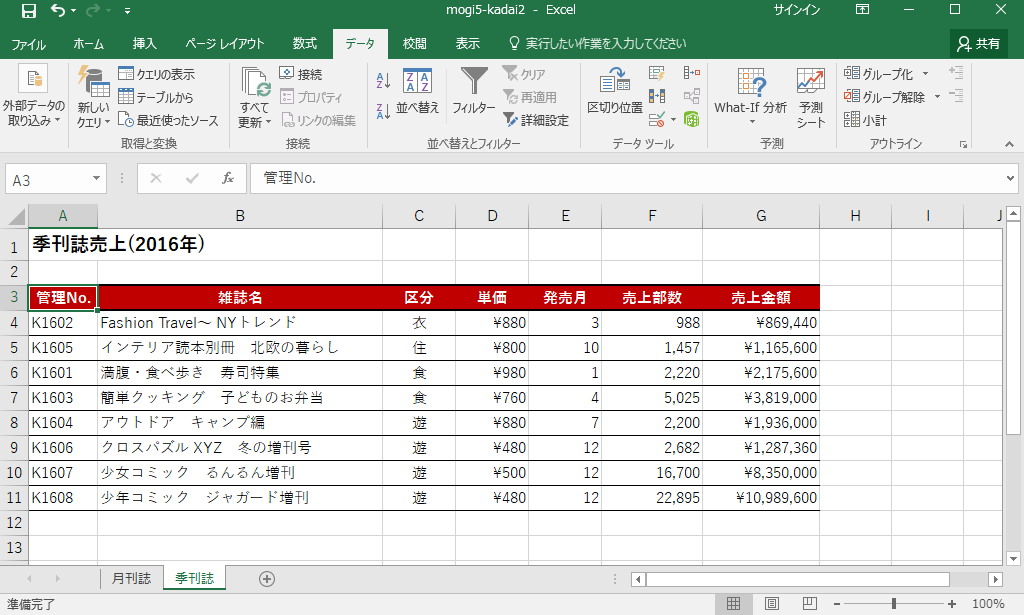 mogi5-kadai2 - Excel サインイン
ファイル ホーム 挿入 ページ レイアウト 数式 データ 校閲 表示 実行したい作業を入力してください 共有
外部データの取り込み
新しいクエリ
クエリの表示
テーブルから
最近使ったソース
取得と変換
すべて更新
接続
プロパティ
リンクの編集
接続
並べ替え
フィルター
クリア
再適用
詳細設定
並べ替えとフィルター
区切り位置
データ ツール
What-If 分析
予測シート
予測
グループ化
グループ解除
小計
アウトライン
A3 fx 管理No.
A B C D E F G H I J
1 季刊誌売上(2016年)
2
3 管理No. 雑誌名 区分 単価 発売月 売上部数 売上金額
4 K1602 Fashion Travel～ NYトレンド 衣 ¥880 3 988 ¥869,440
5 K1605 インテリア読本別冊　北欧の暮らし 住 ¥800 10 1,457 ¥1,165,600
6 K1601 満腹・食べ歩き　寿司特集 食 ¥980 1 2,220 ¥2,175,600
7 K1603 簡単クッキング　子どものお弁当 食 ¥760 4 5,025 ¥3,819,000
8 K1604 アウトドア　キャンプ編 遊 ¥880 7 2,200 ¥1,936,000
9 K1606 クロスパズル XYZ　冬の増刊号 遊 ¥480 12 2,682 ¥1,287,360
10 K1607 少女コミック　るんるん増刊 遊 ¥500 12 16,700 ¥8,350,000
11 K1608 少年コミック　ジャガード増刊 遊 ¥480 12 22,895 ¥10,989,600
12
13
月刊誌 季刊誌
準備完了 100%